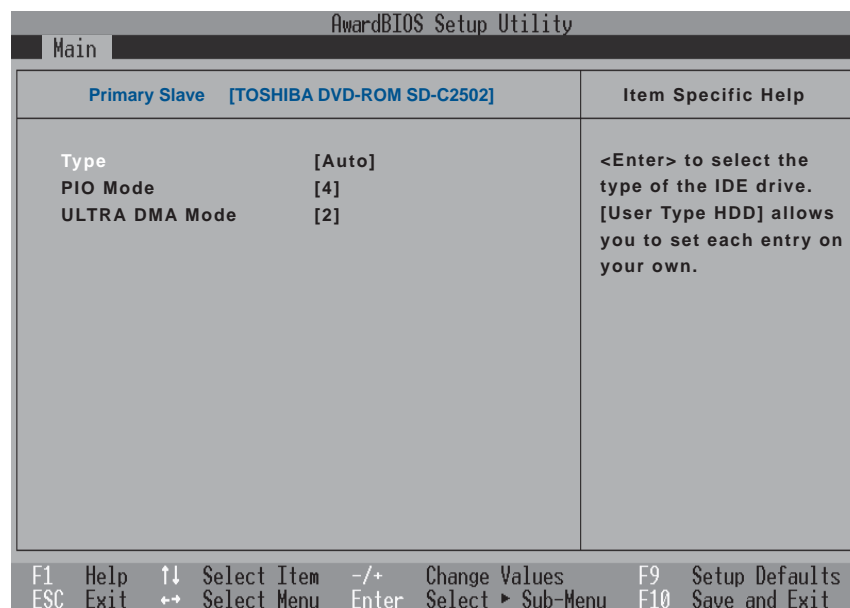 AwardBIOS Setup Utility
Main
Primary Slave [TOSHIBA DVD-ROM SD-C2502]
Item Specific Help
Type [Auto]
PIO Mode [4]
ULTRA DMA Mode [2]
<Enter> to select the
type of the IDE drive.
[User Type HDD] allows
you to set each entry on
your own.
F1 Help ↑↓ Select Item -/+ Change Values F9 Setup Defaults
ESC Exit ←→ Select Menu Enter Select ▶ Sub-Menu F10 Save and Exit